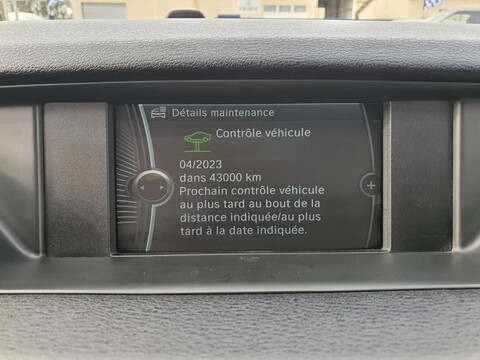 Détails maintenance
Contrôle véhicule
04/2023
dans 43000 km
Prochain contrôle véhicule
au plus tard au bout de la
distance indiquée/au plus
tard à la date indiquée.